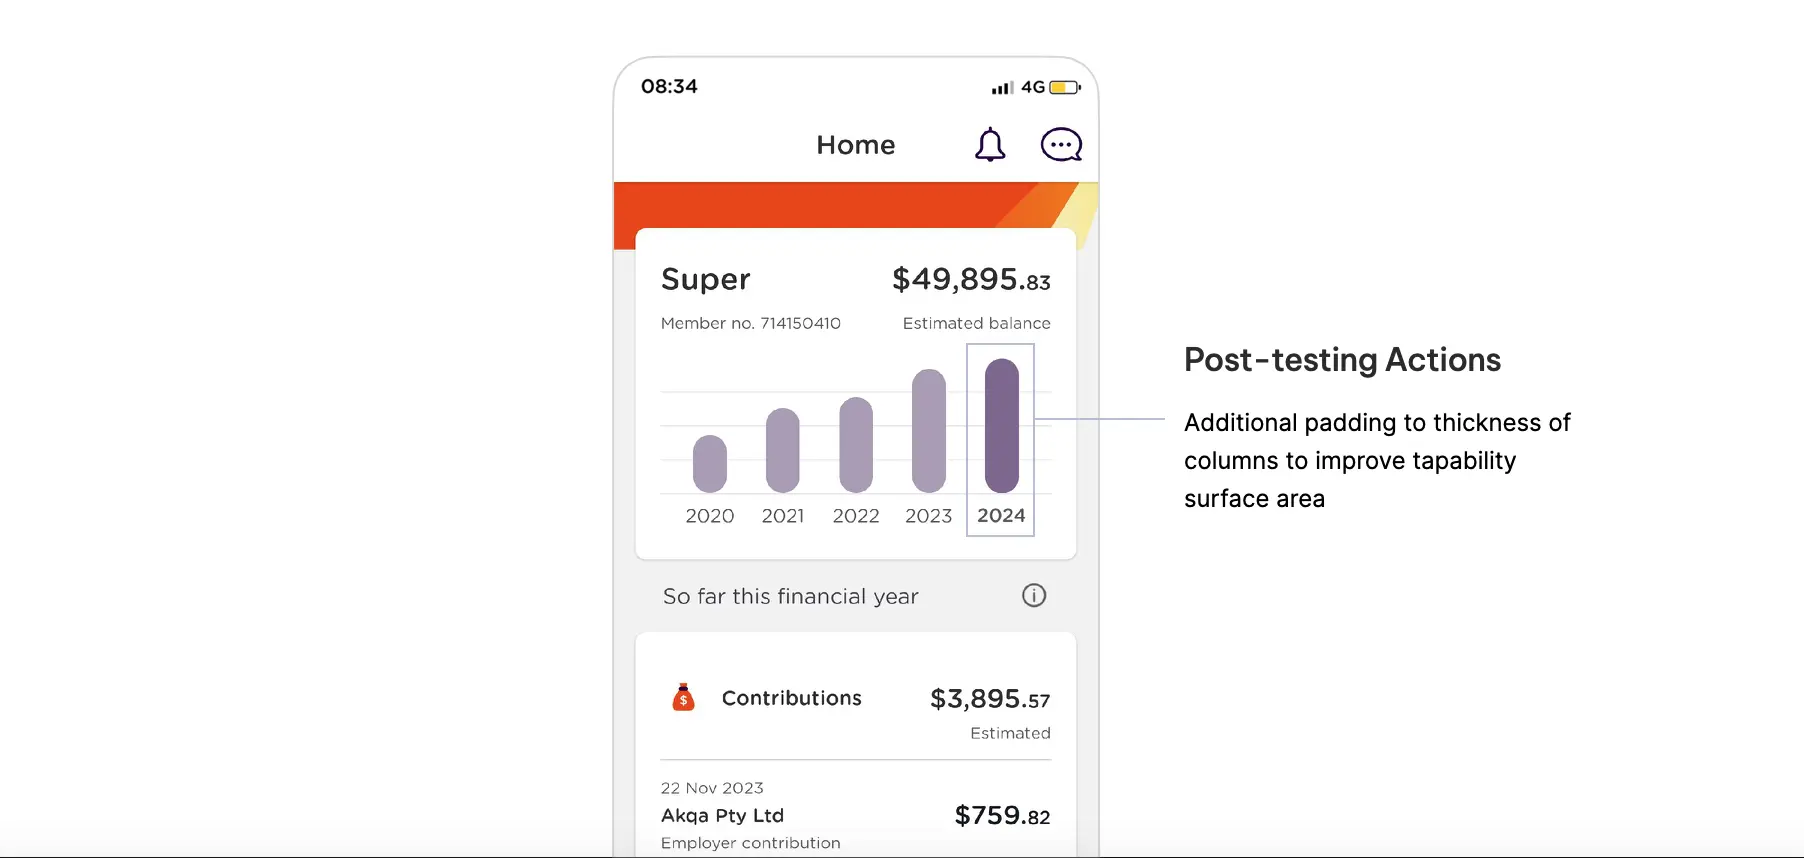 08:34
4G
Home
Super
$49,895.83
Member no. 714150410
Estimated balance
2020 2021 2022 2023 2024
Post-testing Actions
Additional padding to thickness of
columns to improve tapability
surface area
So far this financial year
$
Contributions
$3,895.57
Estimated
22 Nov 2023
Akqa Pty Ltd
$759.82
Employer contribution